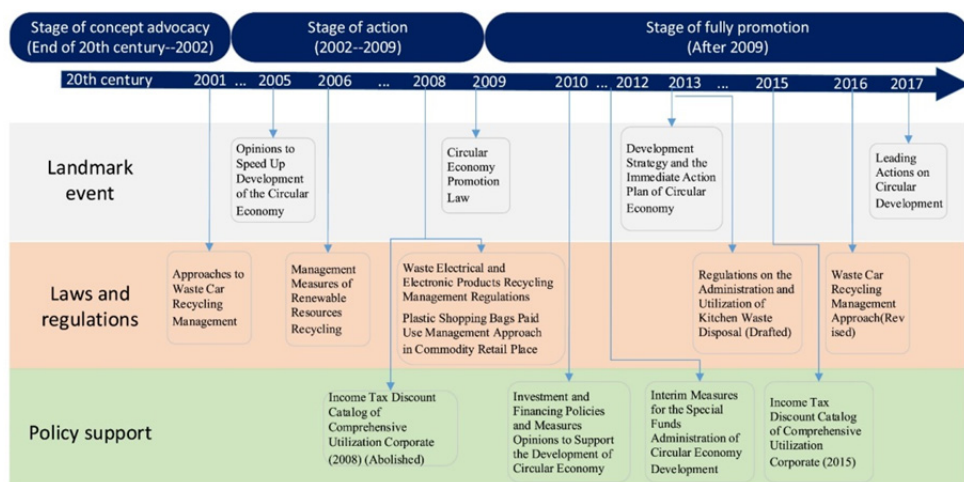 Stage of concept advocacy
(End of 20th century--2002)
Stage of action
(2002--2009)
Stage of fully promotion
(After 2009)
20th century 2001 ... 2005 2006 ... 2008 2009 2010 ... 2012 2013 ... 2015 2016 2017
Landmark
event
Opinions to
Speed Up
Development
of the Circular
Economy
Circular
Economy
Promotion
Law
Development
Strategy and the
Immediate Action
Plan of Circular
Economy
Leading
Actions on
Circular
Development
Laws and
regulations
Approaches to
Waste Car
Recycling
Management
Management
Measures of
Renewable
Resources
Recycling
Waste Electrical and
Electronic Products Recycling
Management Regulations
Plastic Shopping Bags Paid
Use Management Approach
in Commodity Retail Place
Regulations on the
Administration and
Utilization of
Kitchen Waste
Disposal (Drafted)
Waste Car
Recycling
Management
Approach(Rev
ised)
Policy support
Income Tax Discount
Catalog of
Comprehensive
Utilization Corporate
(2008) (Abolished)
Investment and
Financing Policies
and Measures
Opinions to Support
the Development of
Circular Economy
Interim Measures
for the Special
Funds
Administration of
Circular Economy
Development
Income Tax
Discount Catalog
of Comprehensive
Utilization
Corporate (2015)